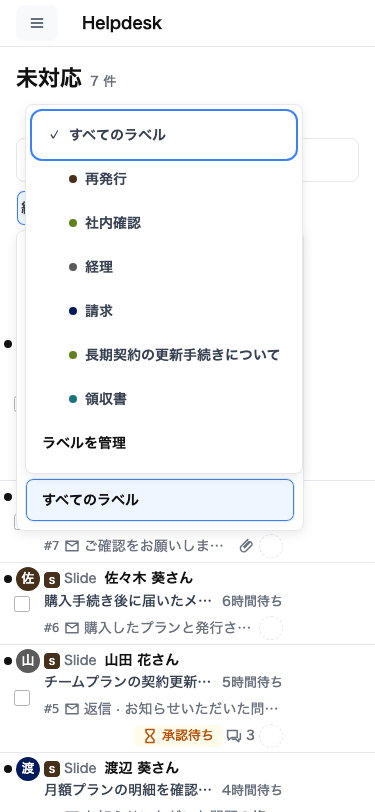 Helpdesk
未対応 7 件
✓ すべてのラベル
再発行
社内確認
経理
請求
長期契約の更新手続きについて
領収書
ラベルを管理
すべてのラベル
#7 ご確認をお願いしま…
佐 s Slide 佐々木 葵さん
購入手続き後に届いたメ… 6時間待ち
#6 購入したプランと発行さ…
山 s Slide 山田 花さん
チームプランの契約更新… 5時間待ち
#5 返信 · お知らせいただいた問…
承認待ち 3
渡 s Slide 渡辺 葵さん
月額プランの明細を確認… 4時間待ち